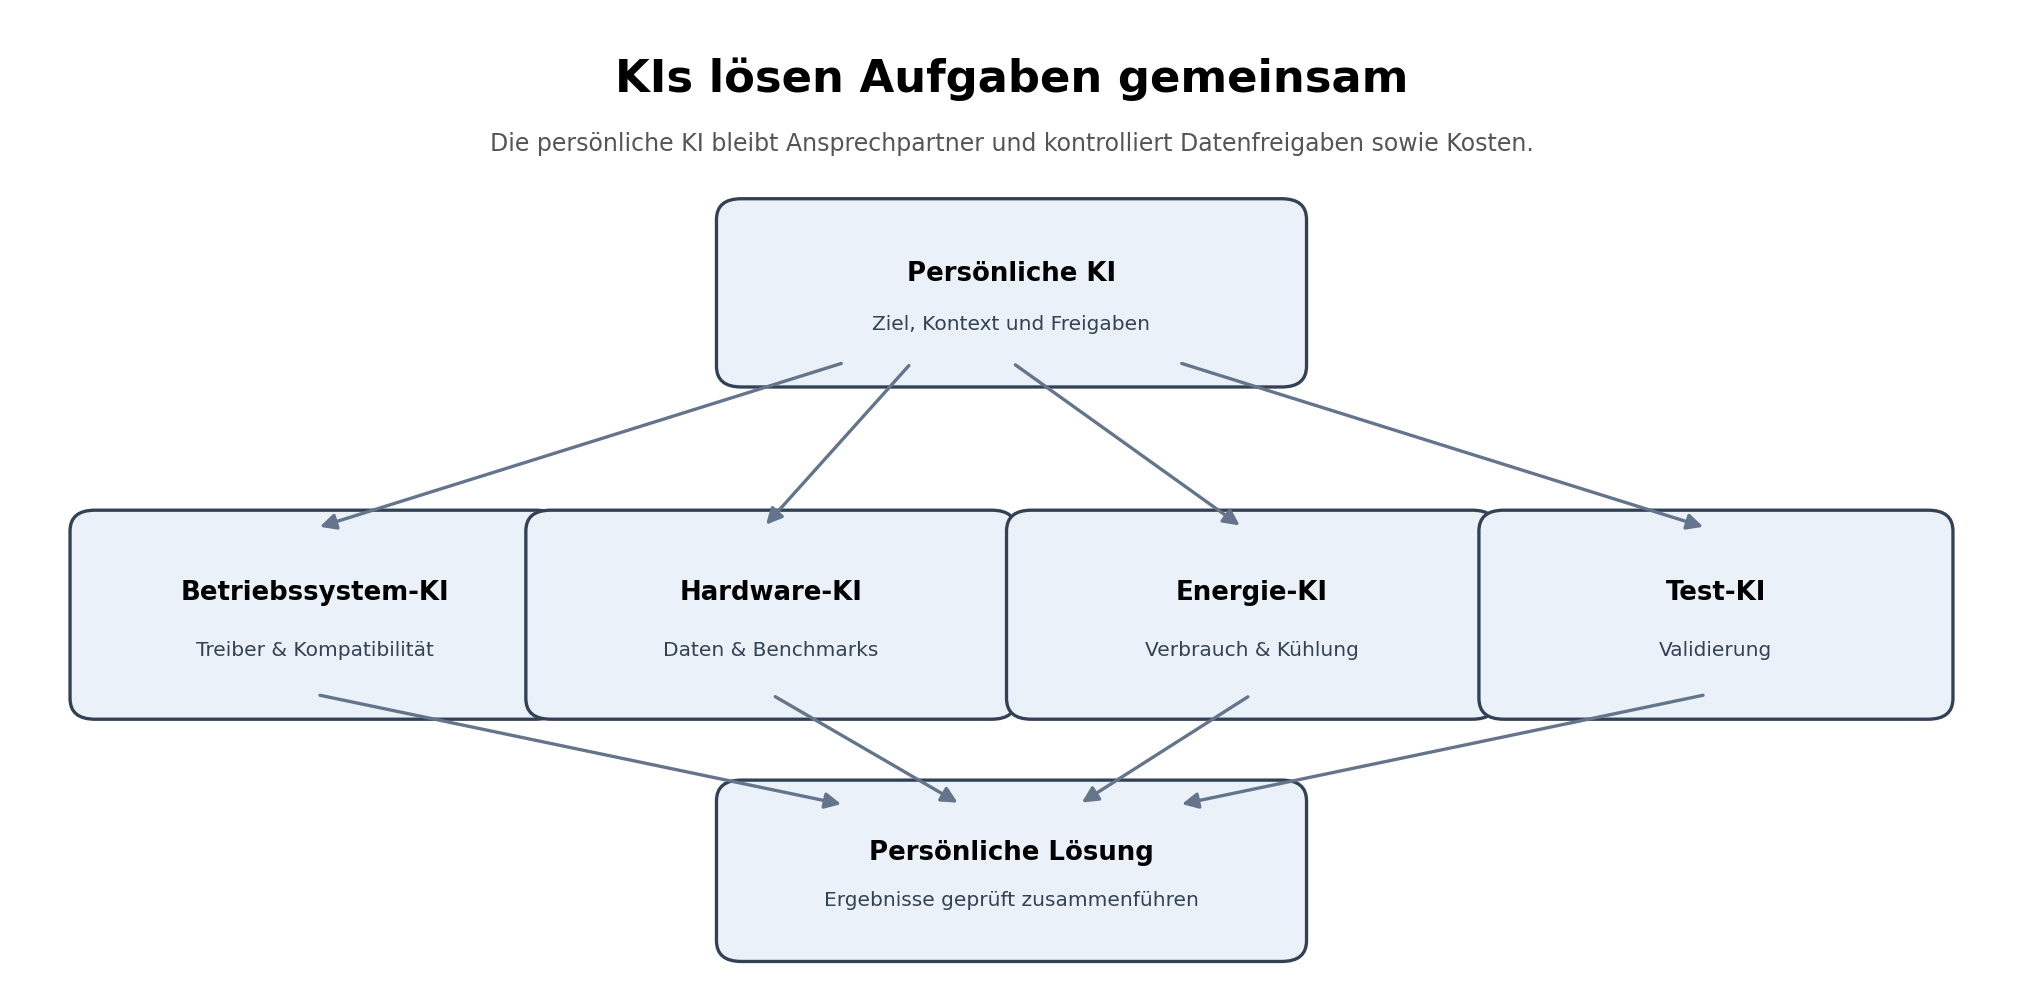 KIs lösen Aufgaben gemeinsam
Die persönliche KI bleibt Ansprechpartner und kontrolliert Datenfreigaben sowie Kosten.
Persönliche KI
Ziel, Kontext und Freigaben
Betriebssystem-KI
Treiber & Kompatibilität
Hardware-KI
Daten & Benchmarks
Energie-KI
Verbrauch & Kühlung
Test-KI
Validierung
Persönliche Lösung
Ergebnisse geprüft zusammenführen